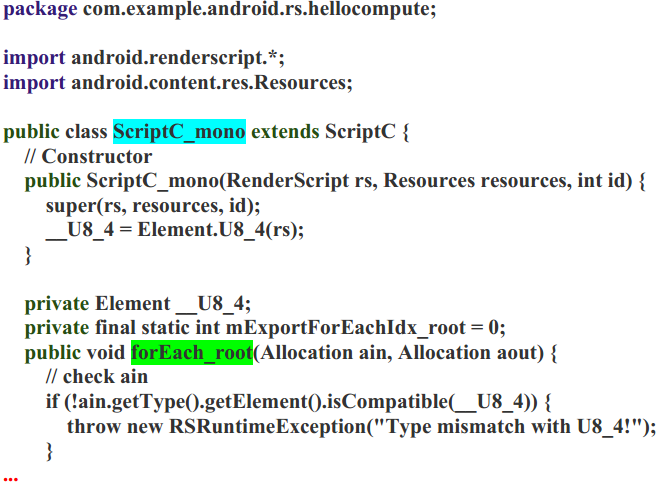 package com.example.android.rs.hellocompute;
import android.renderscript.*;
import android.content.res.Resources;
public class ScriptC_mono extends ScriptC {
// Constructor
public ScriptC_mono(RenderScript rs, Resources resources, int id) {
super(rs, resources, id);
__U8_4 = Element.U8_4(rs);
}
private Element __U8_4;
private final static int mExportForEachIdx_root = 0;
public void forEach_root(Allocation ain, Allocation aout) {
// check ain
if (!ain.getType().getElement().isCompatible(__U8_4)) {
throw new RSRuntimeException("Type mismatch with U8_4!");
}
...